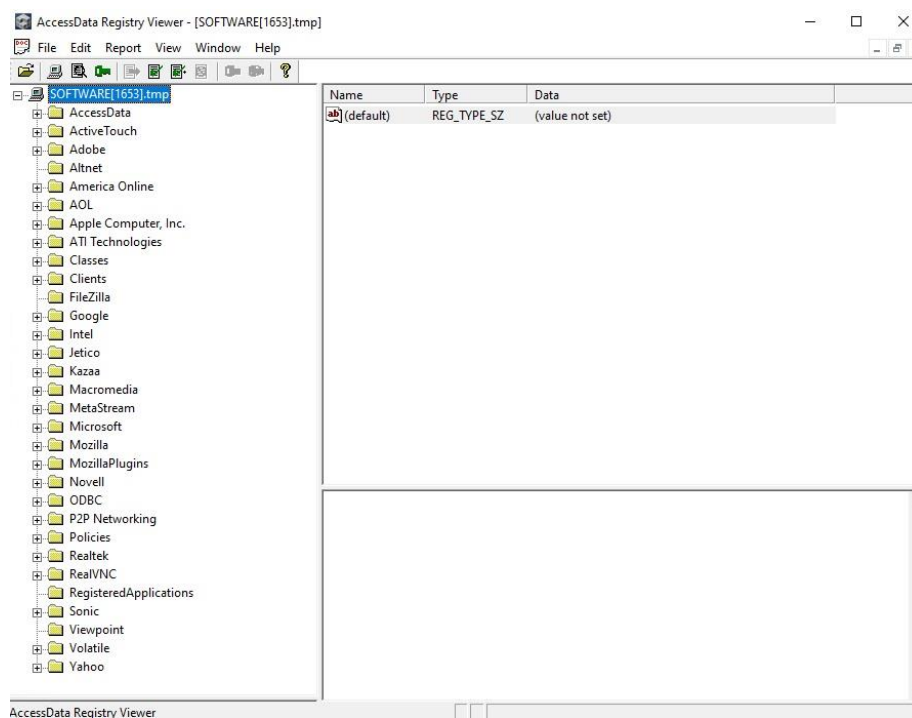 AccessData Registry Viewer - [SOFTWARE[1653].tmp]
File Edit Report View Window Help
SOFTWARE[1653].tmp
AccessData
ActiveTouch
Adobe
Altnet
America Online
AOL
Apple Computer, Inc.
ATI Technologies
Classes
Clients
FileZilla
Google
Intel
Jetico
Kazaa
Macromedia
MetaStream
Microsoft
Mozilla
MozillaPlugins
Novell
ODBC
P2P Networking
Policies
Realtek
RealVNC
RegisteredApplications
Sonic
Viewpoint
Volatile
Yahoo
Name Type Data
ab (default) REG_TYPE_SZ (value not set)
AccessData Registry Viewer